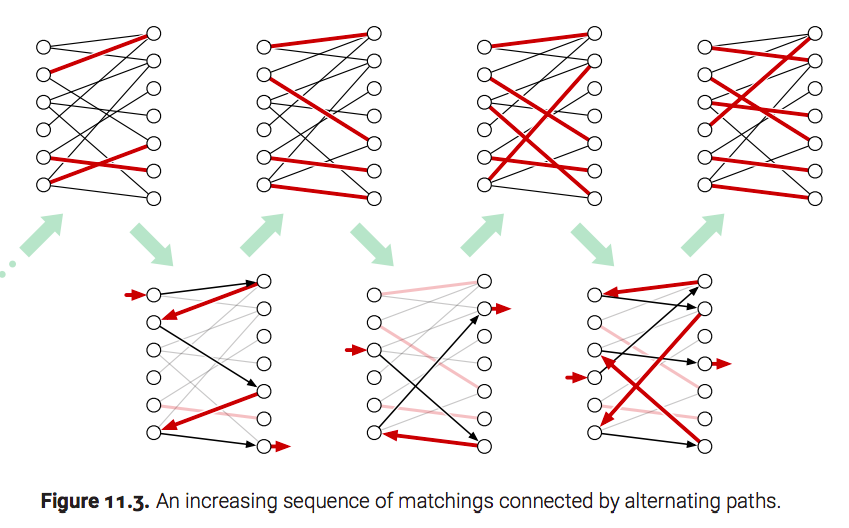 Figure 11.3. An increasing sequence of matchings connected by alternating paths.